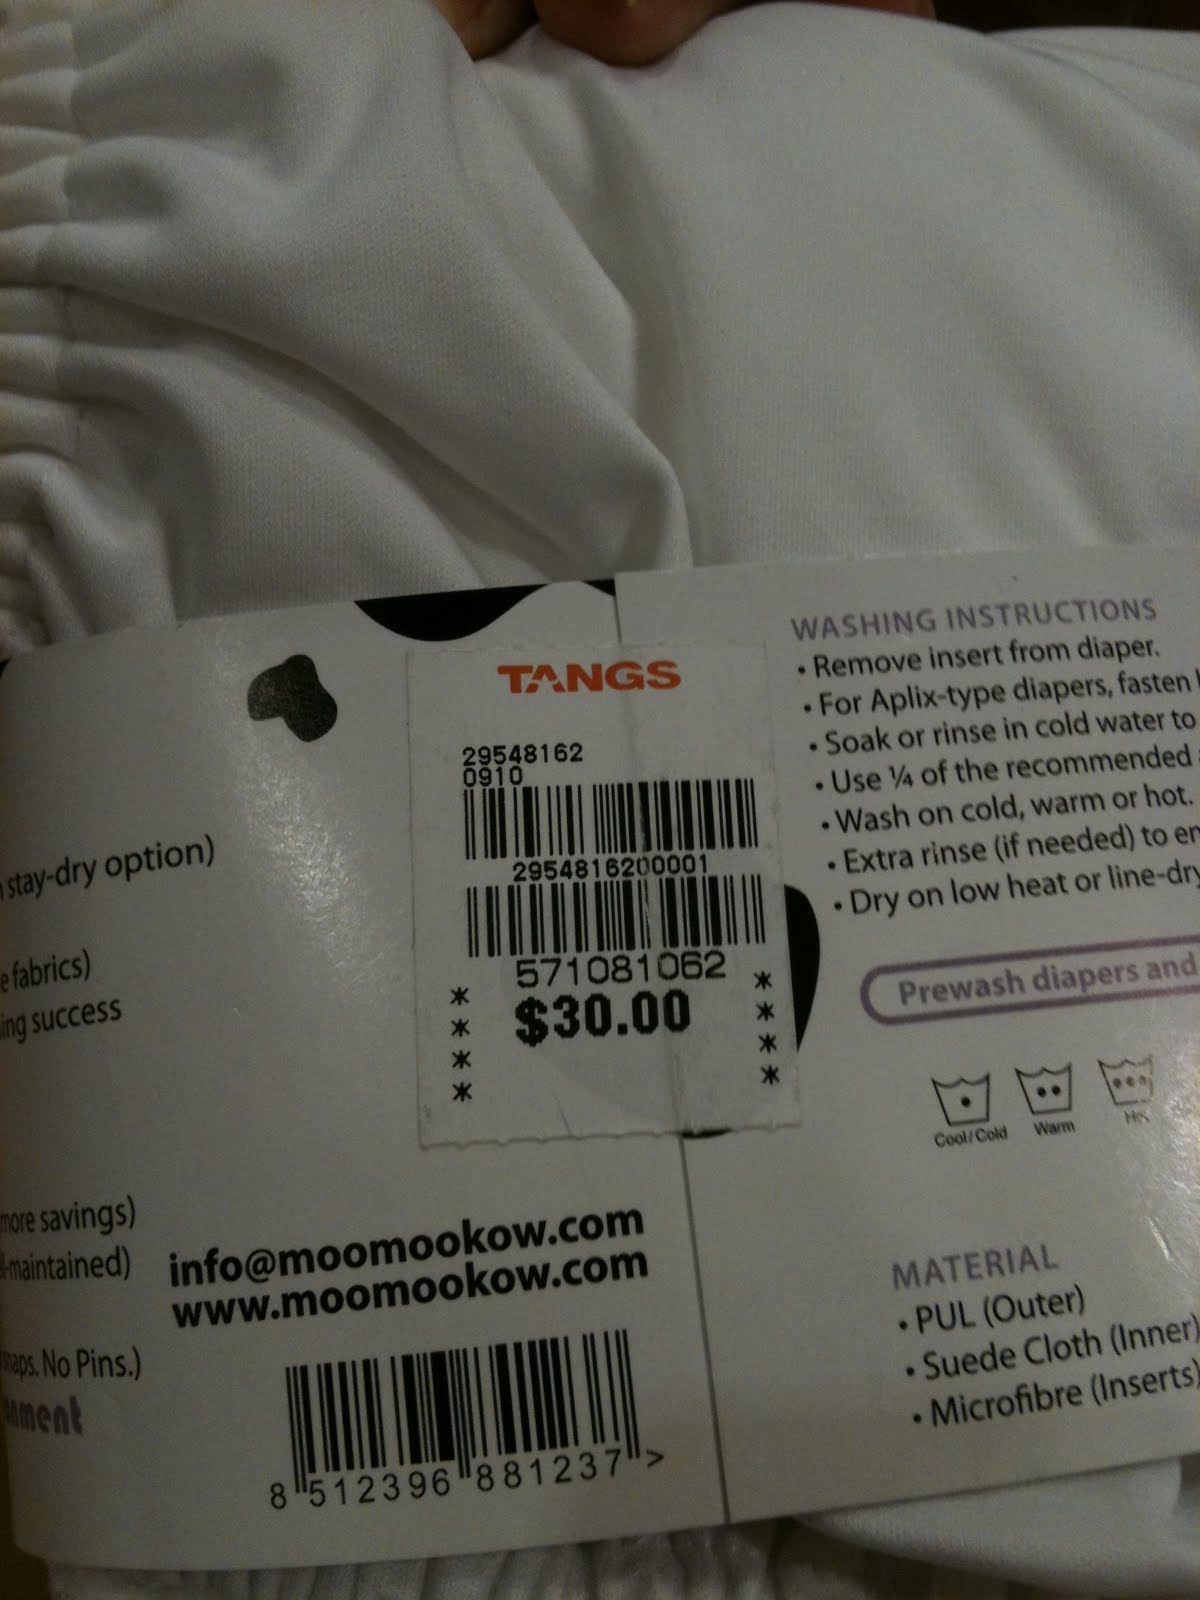 stay-dry option)
fabrics)
success
more savings)
maintained)
No Pins.)
info@moomookow.com
www.moomookow.com
8 512396 881237 >
TANGS
29548162
0910
2954816200001
571081062
* $30.00 *
* *
* *
* *
WASHING INSTRUCTIONS
• Remove insert from diaper.
• For Aplix-type diapers, fasten
• Soak or rinse in cold water to
• Use ¼ of the recommended
• Wash on cold, warm or hot.
• Extra rinse (if needed) to
• Dry on low heat or line-dry
Prewash diapers and
Cool/Cold Warm Hot
MATERIAL
• PUL (Outer)
• Suede Cloth (Inner)
• Microfibre (Inserts)